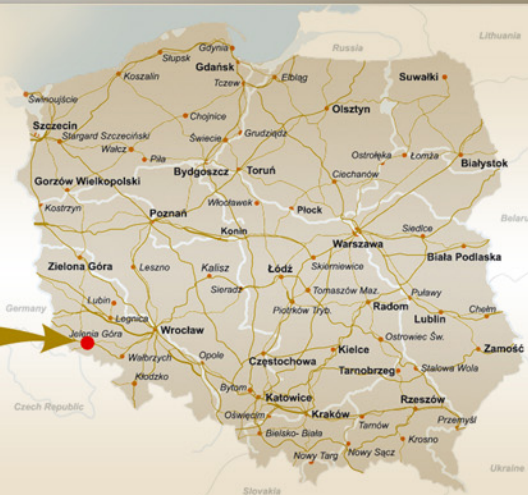 Lithuania
Russia
Gdynia
Słupsk
Gdańsk
Koszalin
Elbląg
Suwałki
Tczew
Świnoujście
Olsztyn
Chojnice
Szczecin
Grudziądz
Stargard Szczeciński
Świecie
Wałcz
Piła
Ostrołęka
Łomża
Białystok
Bydgoszcz
Toruń
Ciechanów
Gorzów Wielkopolski
Włocławek
Kostrzyn
Płock
Poznań
Belaru
Konin
Siedlce
Warszawa
Biała Podlaska
Zielona Góra
Leszno
Kalisz
Łódź
Skierniewice
Sieradz
Tomaszów Maz.
Puławy
Lubin
Germany
Piotrków Tryb.
Radom
Chełm
Legnica
Lublin
Wrocław
Jelenia Góra
Ostrowiec Św.
Zamość
Wałbrzych
Opole
Kielce
Częstochowa
Tarnobrzeg
Stalowa Wola
Kłodzko
Bytom
Katowice
Rzeszów
Czech Republic
Oświęcim
Kraków
Przemyśl
Tarnów
Bielsko- Biała
Krosno
Nowy Targ
Nowy Sącz
Ukraine
Slovakia